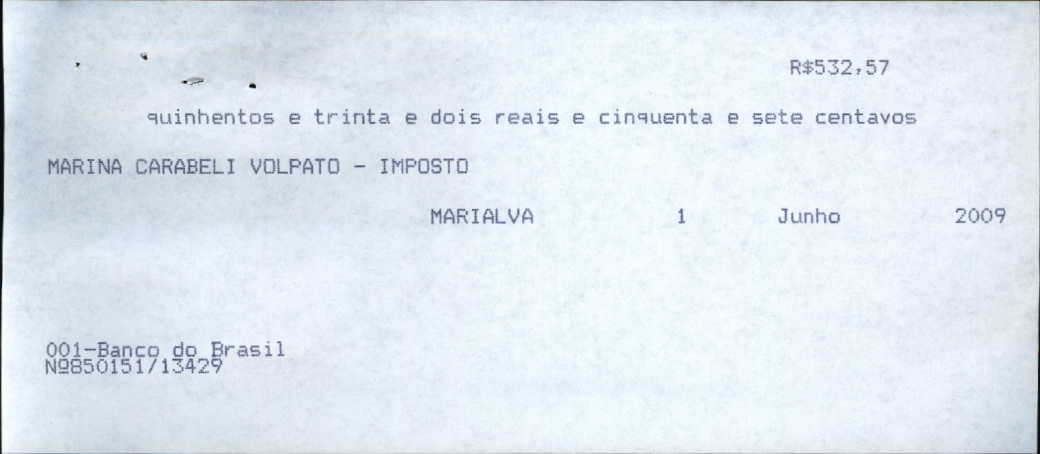 R$532,57
quinhentos e trinta e dois reais e cinquenta e sete centavos
MARINA CARABELI VOLPATO - IMPOSTO
MARIALVA 1 Junho 2009
001-Banco do Brasil
Nº850151/13429